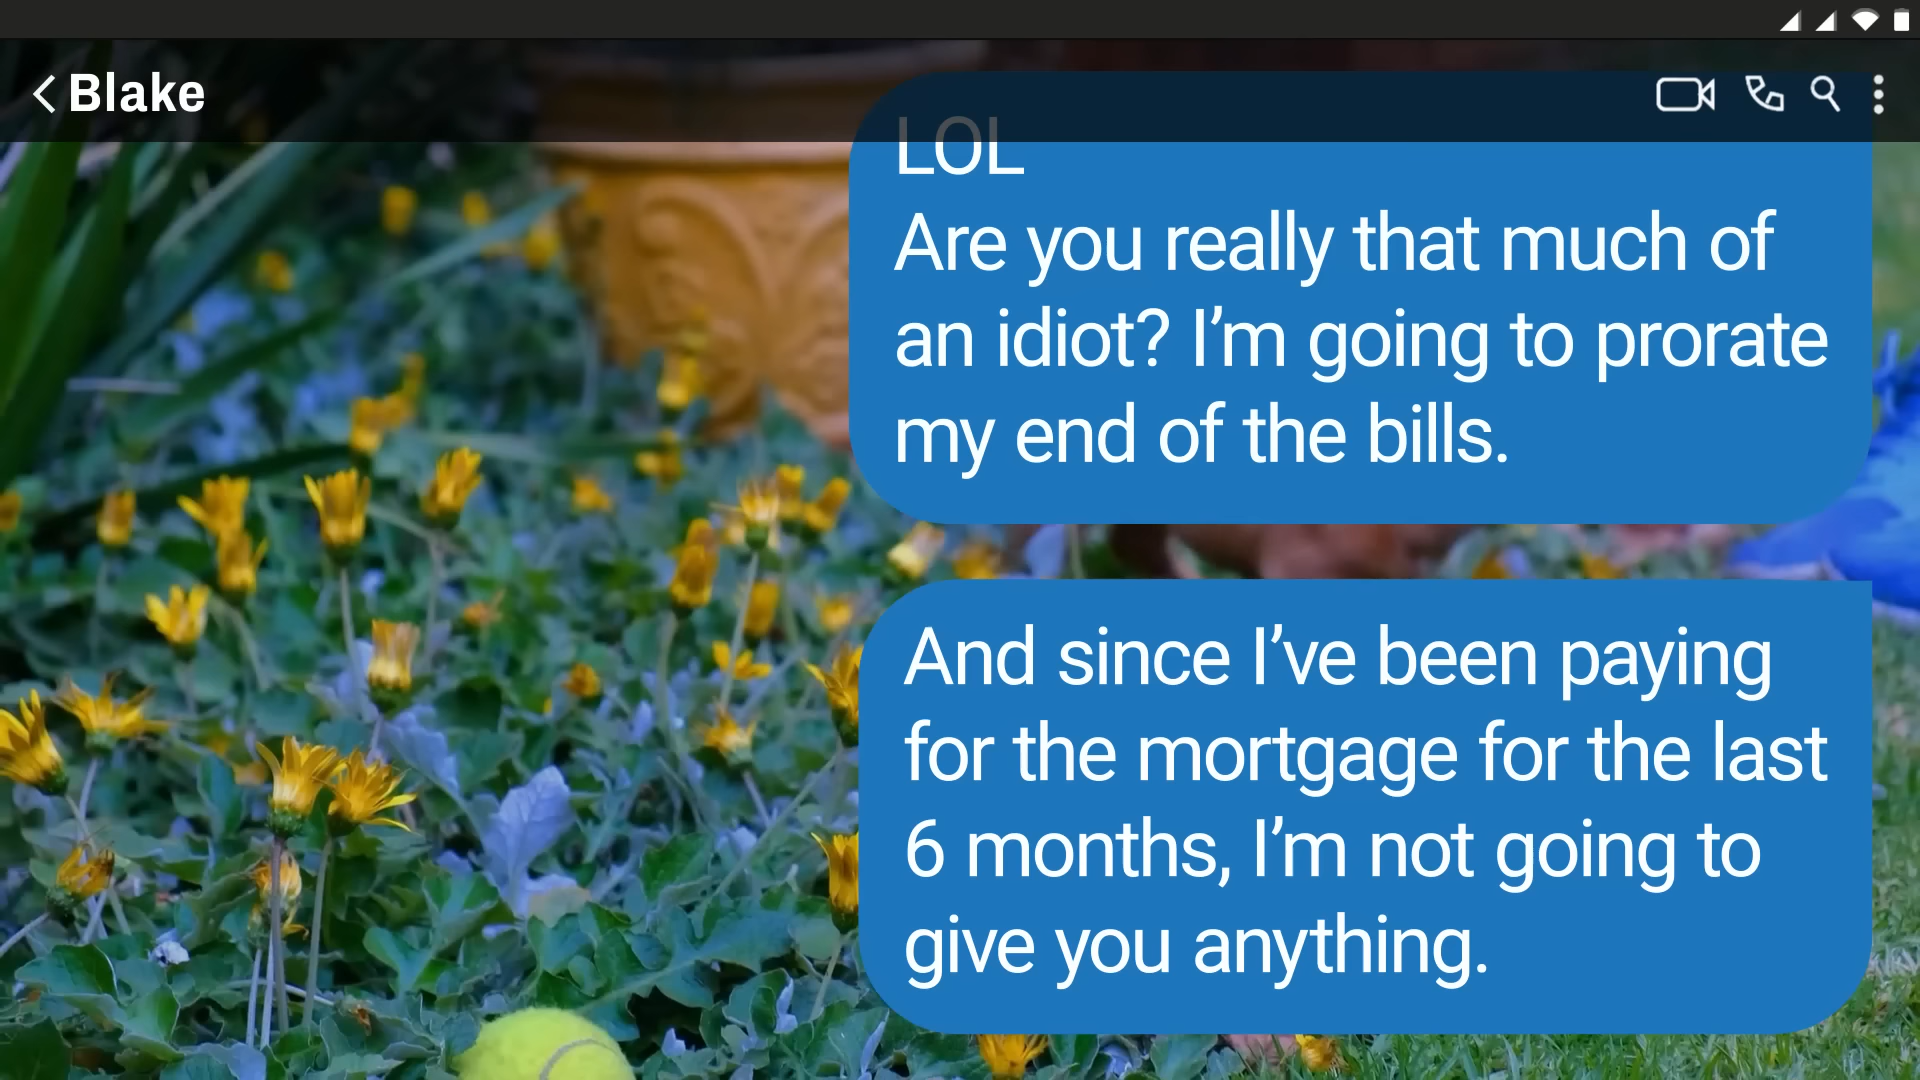 Blake
LOL
Are you really that much of
an idiot? I’m going to prorate
my end of the bills.
And since I’ve been paying
for the mortgage for the last
6 months, I’m not going to
give you anything.